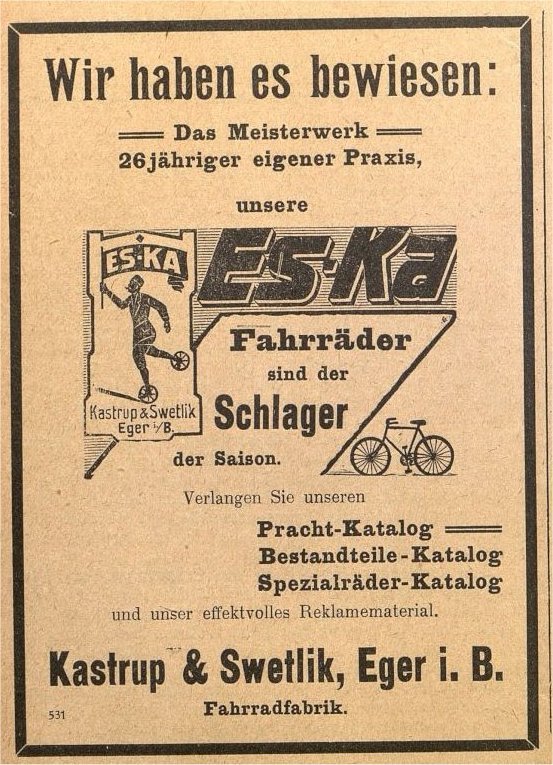 Wir haben es bewiesen:
Das Meisterwerk
26jähriger eigener Praxis,
unsere
ES-KA
Es-Ka
Kastrup & Swetlik
Eger i/B.
Fahrräder
sind der
Schlager
der Saison.
Verlangen Sie unseren
Pracht-Katalog
Bestandteile-Katalog
Spezialräder-Katalog
und unser effektvolles Reklamematerial.
Kastrup & Swetlik, Eger i. B.
Fahrradfabrik.
531